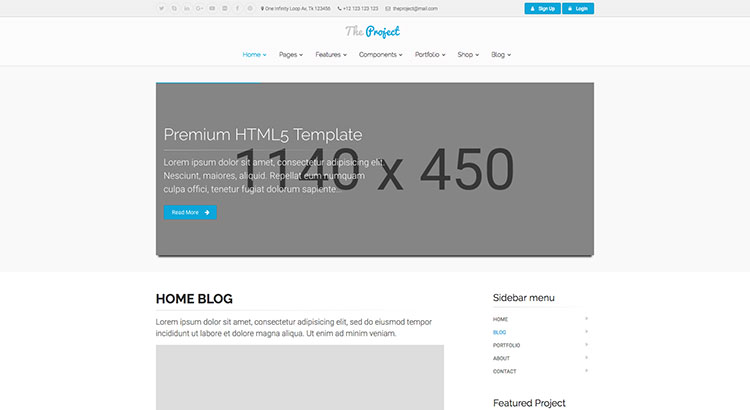 One Infinity Loop Av, Tk 123456 +12 123 123 123 theproject@mail.com Sign Up Login
The Project
Home Pages Features Components Portfolio Shop Blog
1140 x 450
Premium HTML5 Template
Lorem ipsum dolor sit amet, consectetur adipisicing elit.
Nesciunt, maiores, aliquid. Repellat eum numquam
culpa offici, tenetur fugiat dolorum sapiente...
Read More
HOME BLOG
Lorem ipsum dolor sit amet, consectetur adipisicing elit, sed do eiusmod tempor
incididunt ut labore et dolore magna aliqua. Ut enim ad minim veniam.
Sidebar menu
HOME
BLOG
PORTFOLIO
ABOUT
CONTACT
Featured Project